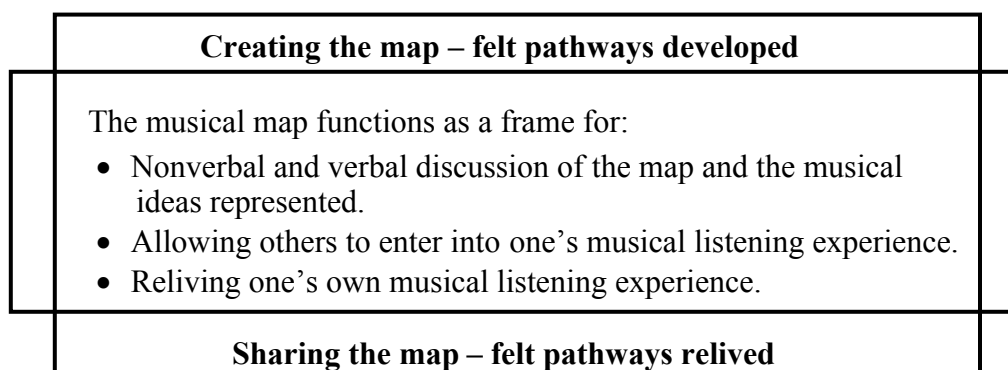 Creating the map – felt pathways developed
The musical map functions as a frame for:
• Nonverbal and verbal discussion of the map and the musical
ideas represented.
• Allowing others to enter into one’s musical listening experience.
• Reliving one’s own musical listening experience.
Sharing the map – felt pathways relived